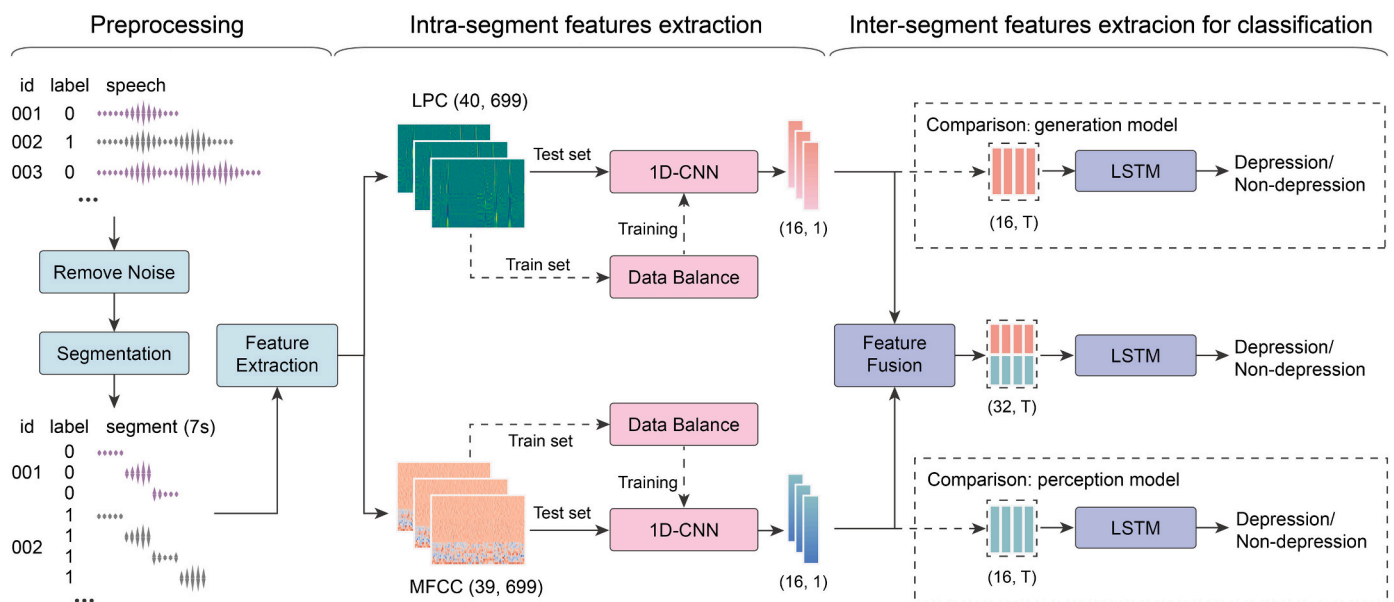 Preprocessing
Intra-segment features extraction
Inter-segment features extracion for classification
id label speech
001 0
002 1
003 0
...
Remove Noise
Segmentation
id label segment (7s)
0
001 0
0
1
1
002
1
1
...
Feature
Extraction
LPC (40, 699)
Test set
1D-CNN
(16, 1)
Training
Train set
Data Balance
Data Balance
Train set
Training
Test set
1D-CNN
(16, 1)
MFCC (39, 699)
Comparison: generation model
LSTM
Depression/
Non-depression
(16, T)
Feature
Fusion
LSTM
Depression/
Non-depression
(32, T)
Comparison: perception model
LSTM
Depression/
Non-depression
(16, T)